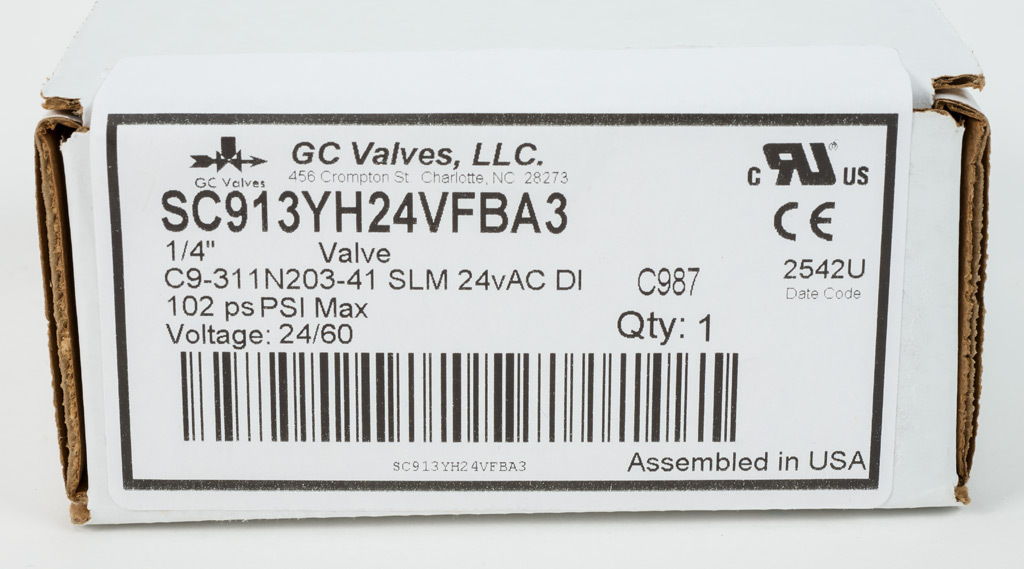 GC Valves
GC Valves, LLC.
456 Crompton St. Charlotte, NC 28273
C RU ® US
SC913YH24VFBA3
CE
1/4" Valve
C9-311N203-41 SLM 24vAC DI
C987
2542U
Date Code
102 ps PSI Max
Voltage: 24/60
Qty: 1
SC913YH24VFBA3
Assembled in USA